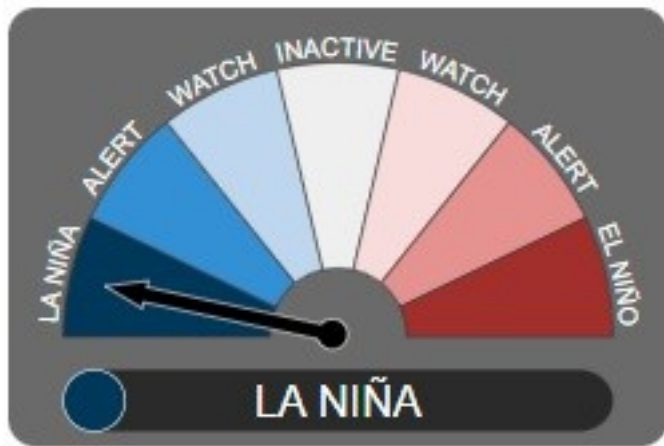 LA NIÑA
ALERT
WATCH
INACTIVE
WATCH
ALERT
EL NIÑO
LA NIÑA